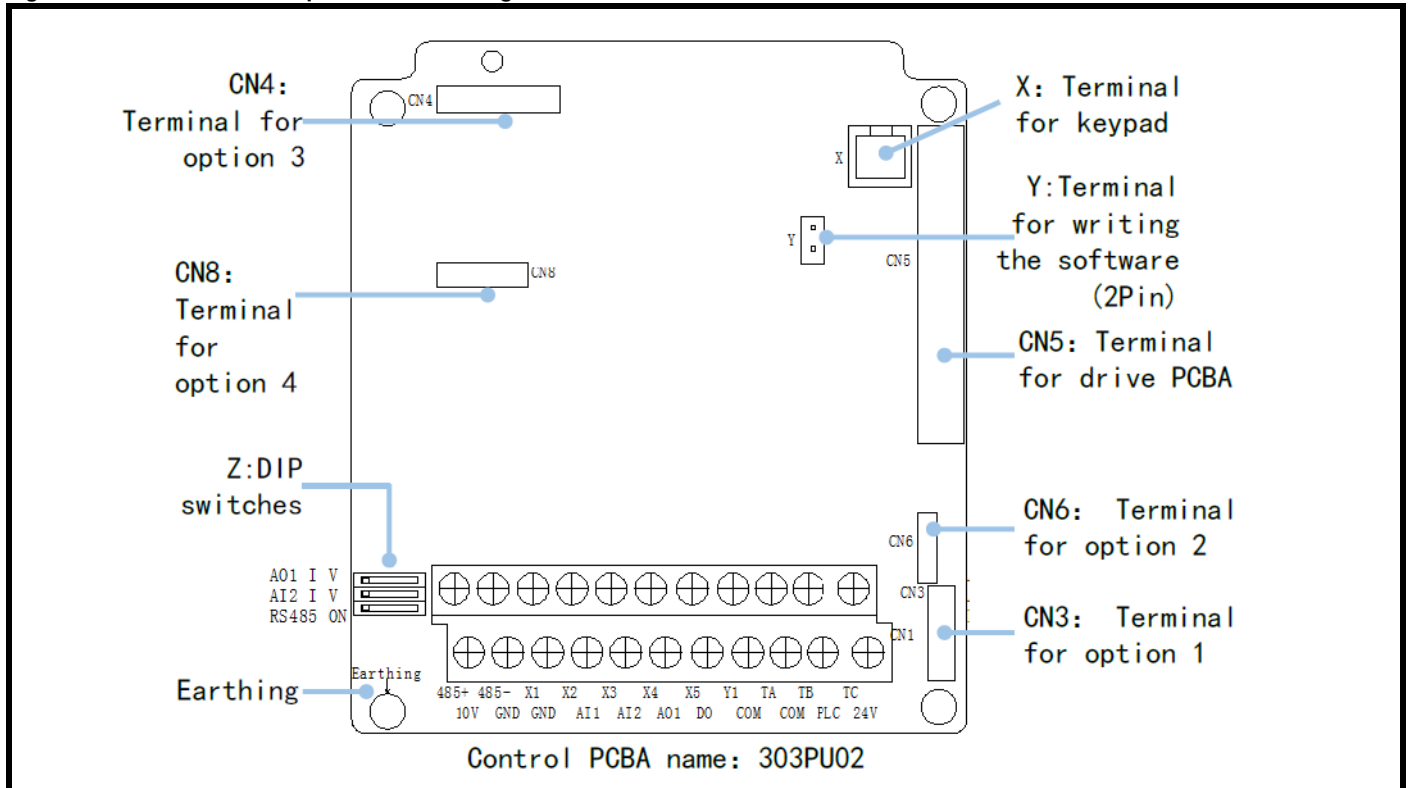 CN4:
Terminal for
option 3
CN4
X: Terminal
for keypad
X
Y:Terminal
for writing
the software
(2Pin)
Y
CN5
CN8:
Terminal
for
option 4
CN8
CN5: Terminal
for drive PCBA
Z:DIP
switches
CN6: Terminal
for option 2
CN6
AO1 I V
AI2 I V
RS485 ON
CN3
CN3: Terminal
for option 1
CN1
Earthing
Earthing
485+ 485- X1 X2 X3 X4 X5 Y1 TA TB TC
10V GND GND AI1 AI2 AO1 DO COM COM PLC 24V
Control PCBA name: 303PU02